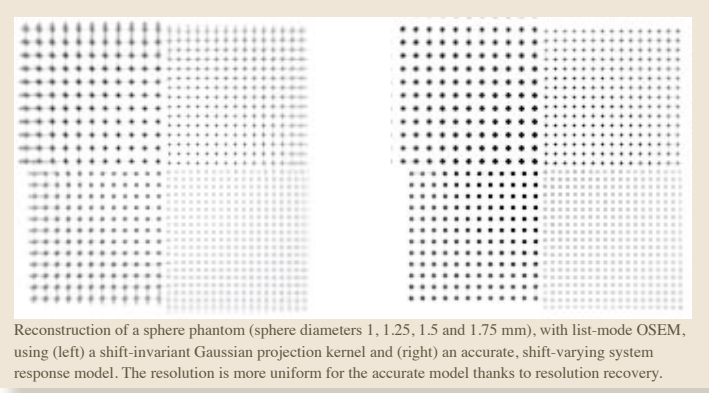 Reconstruction of a sphere phantom (sphere diameters 1, 1.25, 1.5 and 1.75 mm), with list-mode OSEM,
using (left) a shift-invariant Gaussian projection kernel and (right) an accurate, shift-varying system
response model. The resolution is more uniform for the accurate model thanks to resolution recovery.